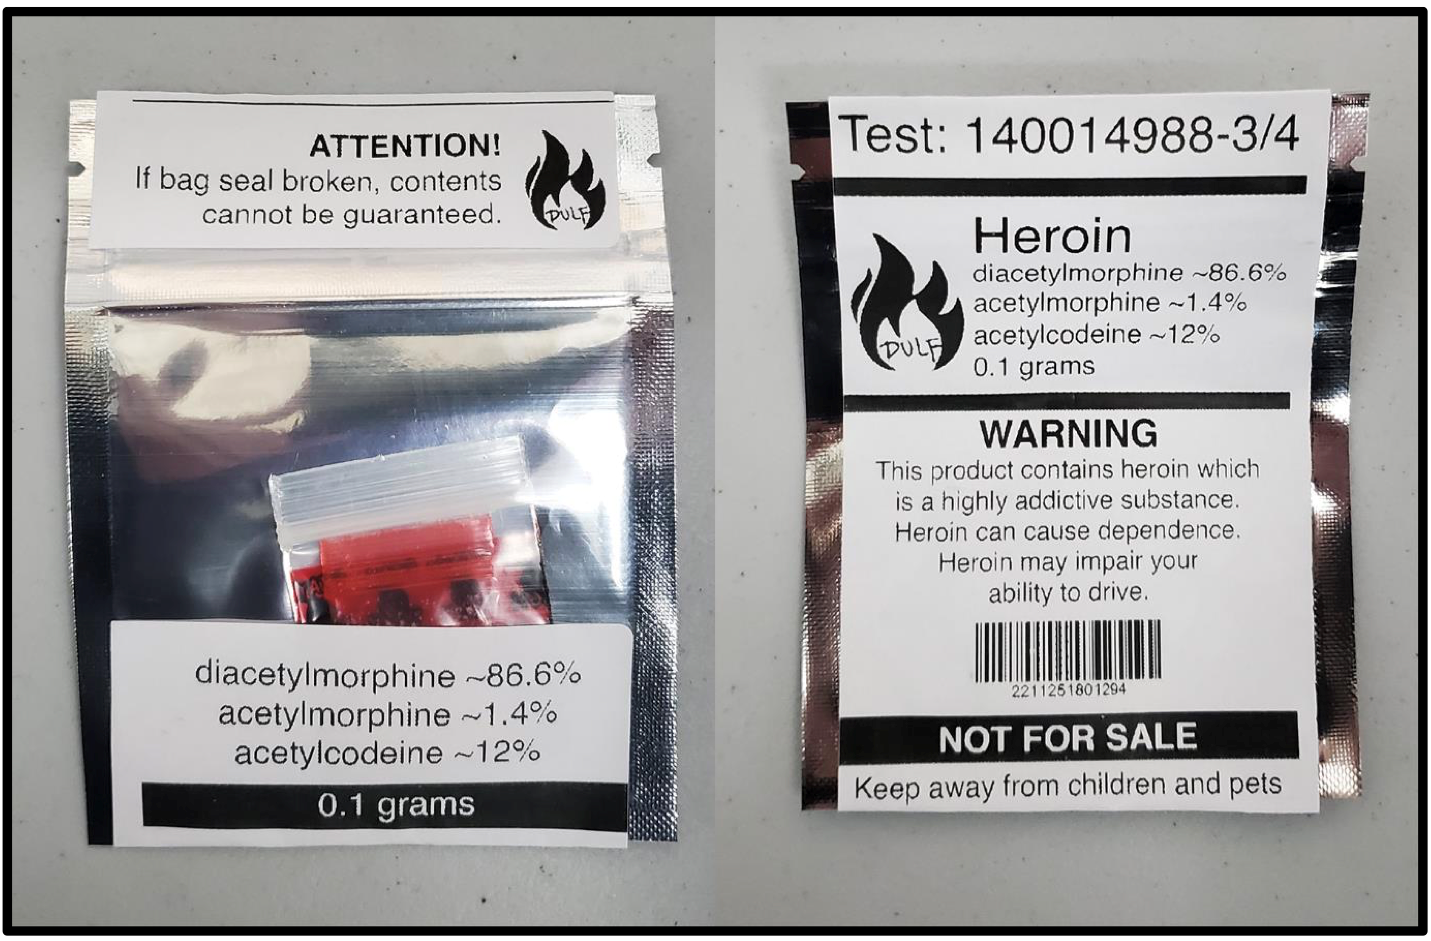 ATTENTION!
If bag seal broken, contents
cannot be guaranteed.
DULF
diacetylmorphine ~86.6%
acetylmorphine ~1.4%
acetylcodeine ~12%
0.1 grams
Test: 140014988-3/4
Heroin
diacetylmorphine ~86.6%
acetylmorphine ~1.4%
acetylcodeine ~12%
0.1 grams
DULF
WARNING
This product contains heroin which
is a highly addictive substance.
Heroin can cause dependence.
Heroin may impair your
ability to drive.
2211251801294
NOT FOR SALE
Keep away from children and pets